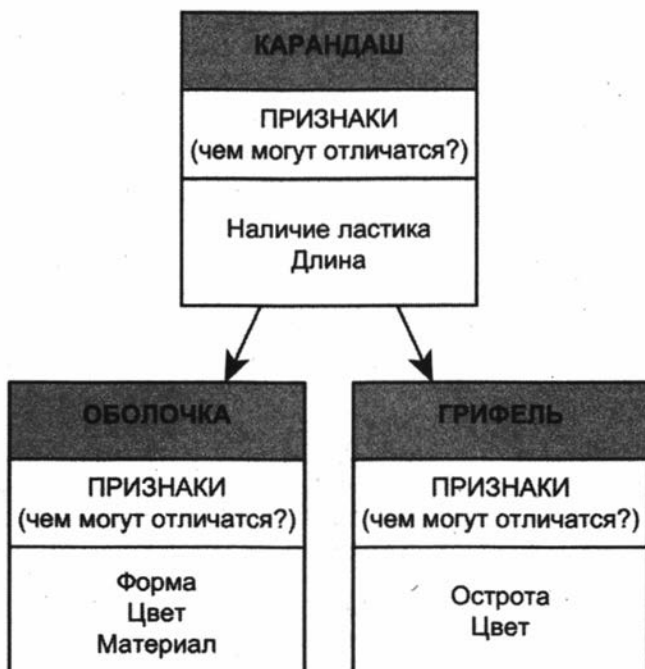 КАРАНДАШ
ПРИЗНАКИ
(чем могут отличатся?)
Наличие ластика
Длина
ОБОЛОЧКА
ПРИЗНАКИ
(чем могут отличатся?)
Форма
Цвет
Материал
ГРИФЕЛЬ
ПРИЗНАКИ
(чем могут отличатся?)
Острота
Цвет